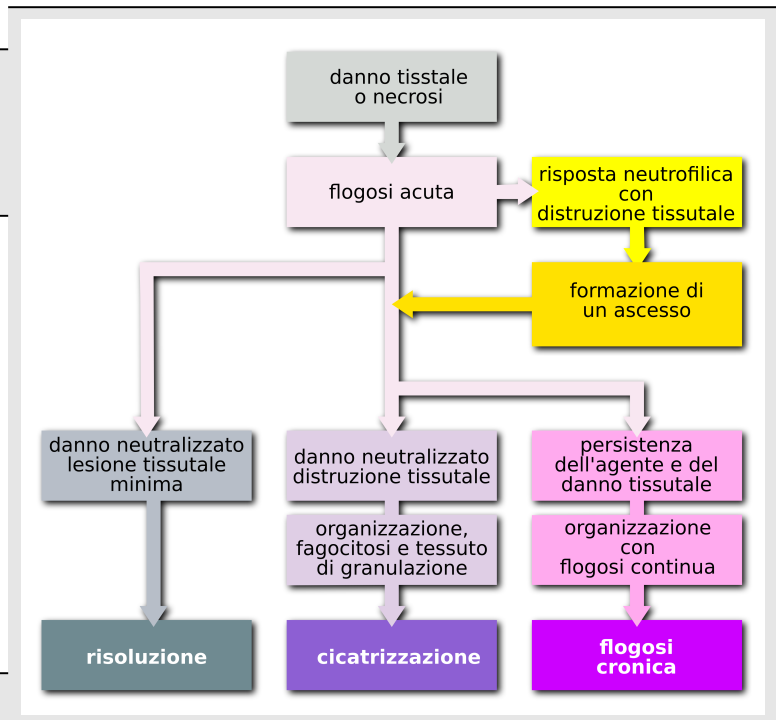 danno tisstale
o necrosi
flogosi acuta
risposta neutrofilica
con
distruzione tissutale
formazione di
un ascesso
danno neutralizzato
lesione tissutale
minima
danno neutralizzato
distruzione tissutale
persistenza
dell'agente e del
danno tissutale
organizzazione,
fagocitosi e tessuto
di granulazione
organizzazione
con
flogosi continua
risoluzione
cicatrizzazione
flogosi
cronica